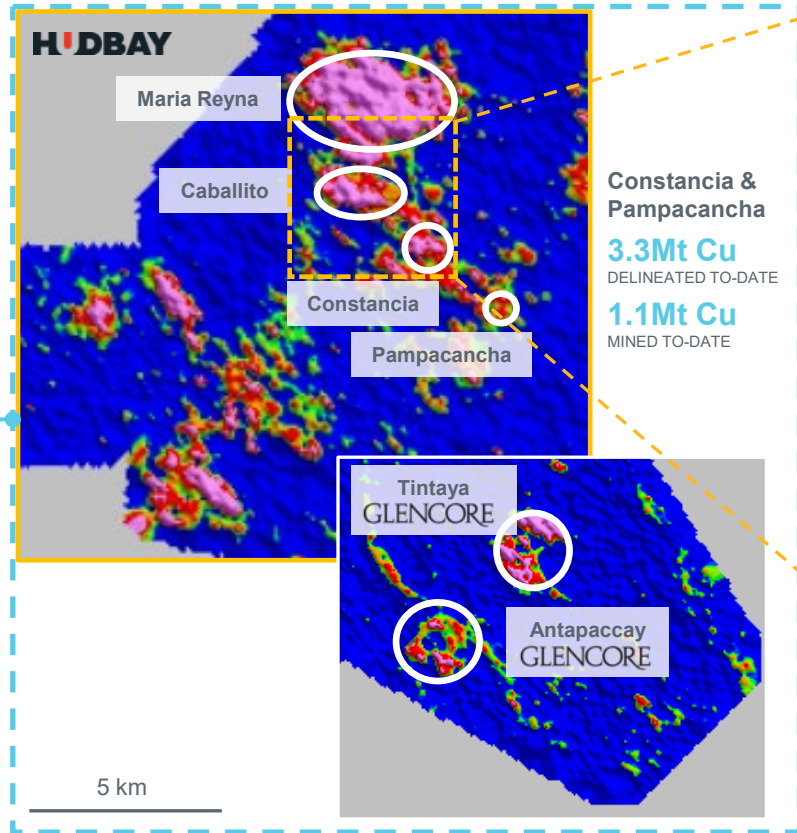 HUDBAY
Maria Reyna
Caballito
Constancia
Pampacancha
Constancia &
Pampacancha
3.3Mt Cu
DELINEATED TO-DATE
1.1Mt Cu
MINED TO-DATE
Tintaya
GLENCORE
Antapaccay
GLENCORE
5 km